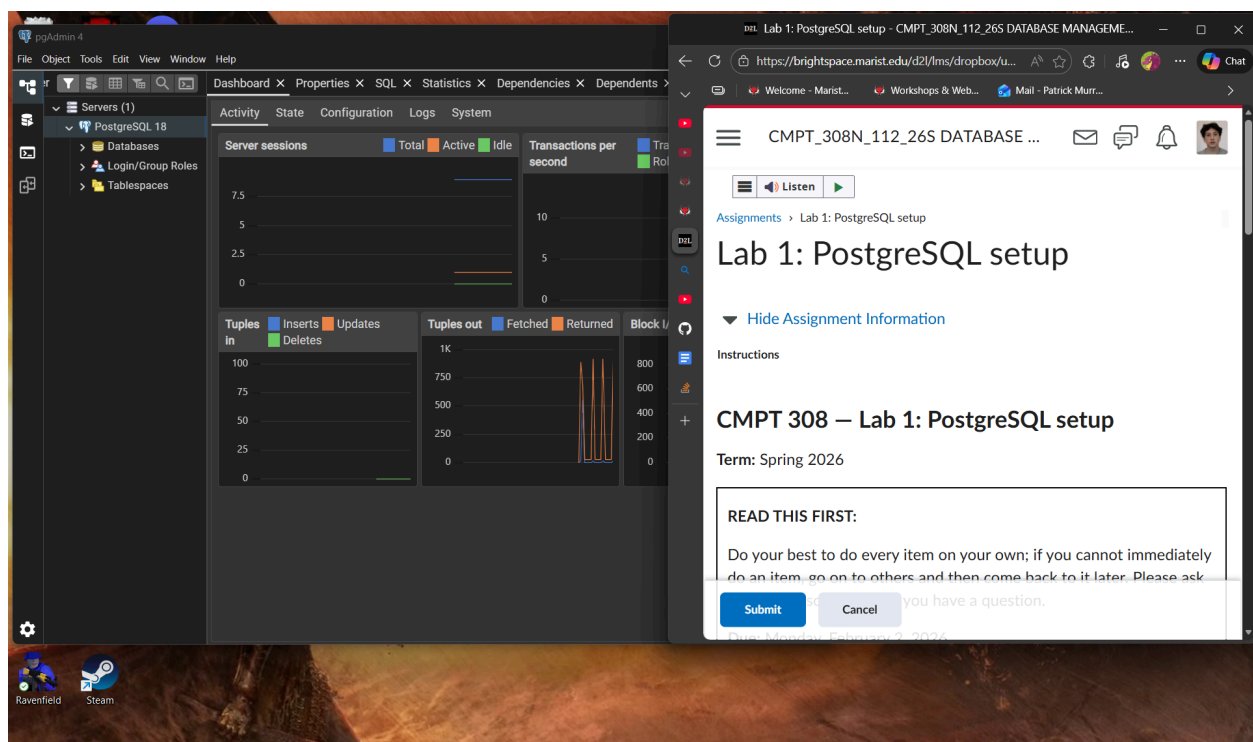 pgAdmin 4
File Object Tools Edit View Window Help
Servers (1)
PostgreSQL 18
Databases
Login/Group Roles
Tablespaces
Dashboard Properties SQL Statistics Dependencies Dependents
Activity State Configuration Logs System
Server sessions Total Active Idle
7.5
5
2.5
0
Transactions per second
10
5
0
Tuples in Inserts Updates Deletes
100
75
50
25
0
Tuples out Fetched Returned
1K
750
500
250
0
Block
800
600
400
200
0
Ravenfield
Steam
D2L Lab 1: PostgreSQL setup - CMPT_308N_112_26S DATABASE MANAGEME...
https://brightspace.marist.edu/d2l/lms/dropbox/u... Chat
Welcome - Marist... Workshops & Web... Mail - Patrick Murr...
D2L
CMPT_308N_112_26S DATABASE ...
Listen
Assignments › Lab 1: PostgreSQL setup
Lab 1: PostgreSQL setup
Hide Assignment Information
Instructions
CMPT 308 — Lab 1: PostgreSQL setup
Term: Spring 2026
READ THIS FIRST:
Do your best to do every item on your own; if you cannot immediately
do an item, go on to others and then come back to it later. Please ask
you have a question.
Submit Cancel
Due: Monday, February 2, 2026